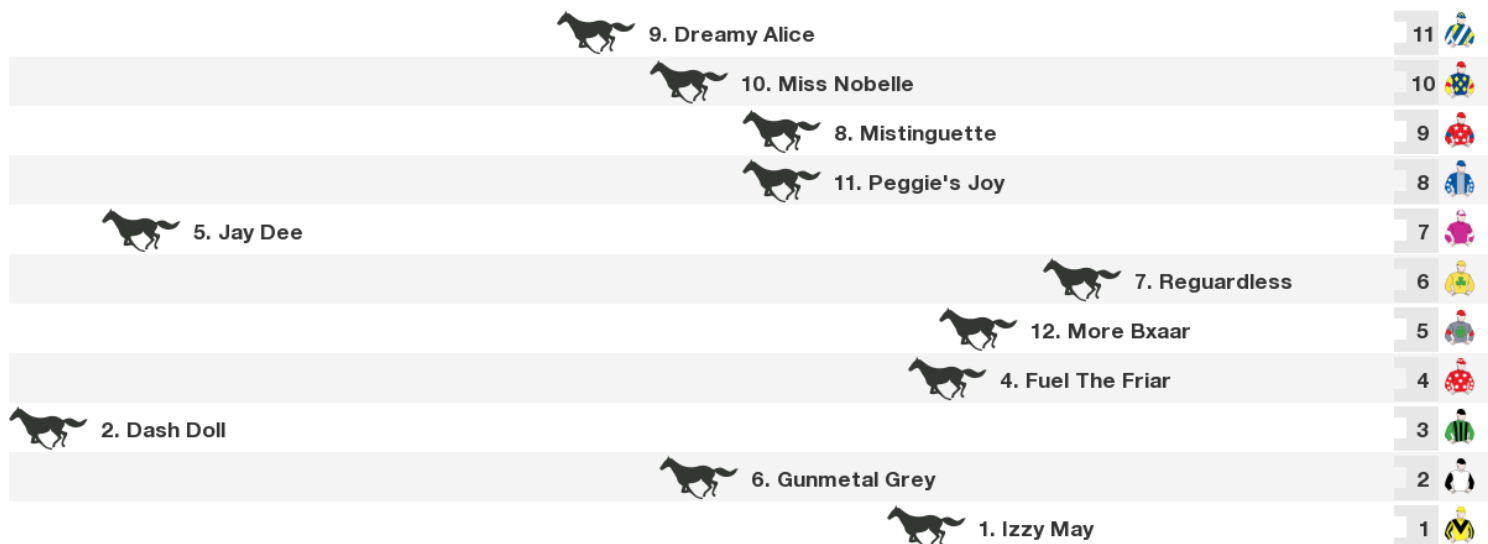 9. Dreamy Alice 11
10. Miss Nobelle 10
8. Mistinguette 9
11. Peggie's Joy 8
5. Jay Dee 7
7. Reguardless 6
12. More Bxaar 5
4. Fuel The Friar 4
2. Dash Doll 3
6. Gunmetal Grey 2
1. Izzy May 1